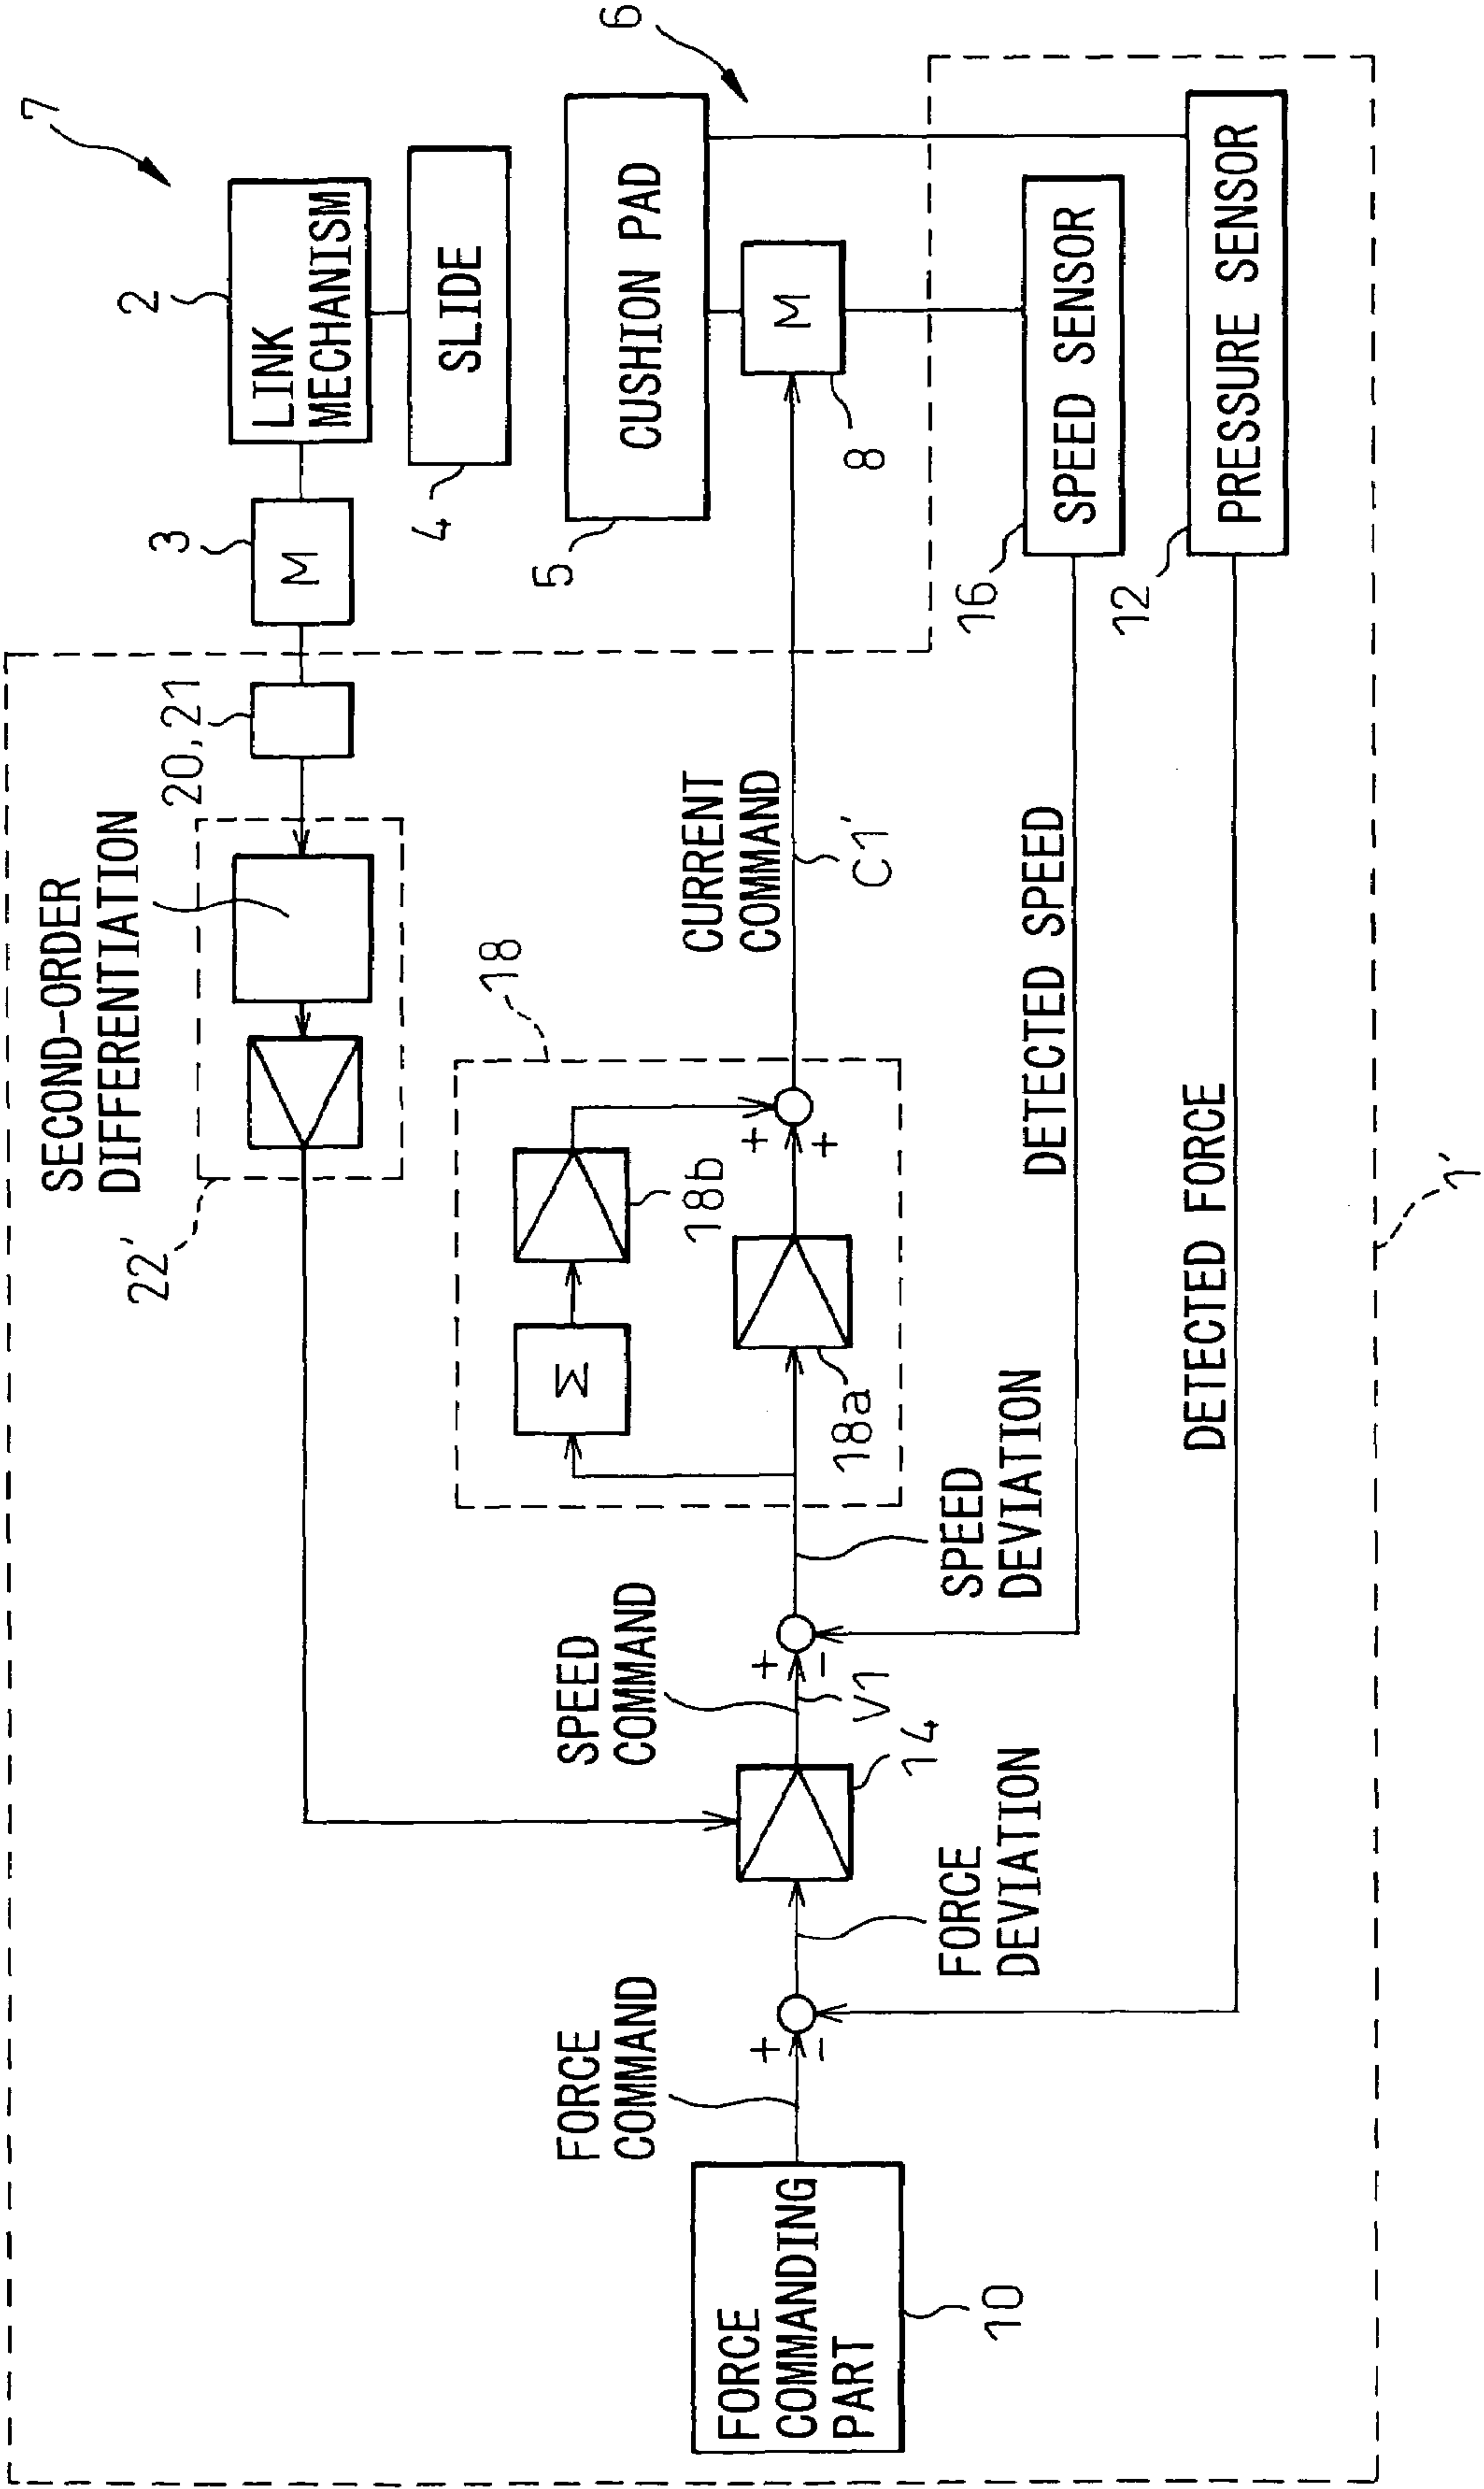 7
2
LINK
MECHANISM
3
M
20, 21
SECOND-ORDER
DIFFERENTIATION
22'
4
SLIDE
5
CUSHION PAD
6
M
8
CURRENT
COMMAND
C1'
18
Σ
18b
18a
+
+
SPEED
DEVIATION
SPEED
COMMAND
V1
+
−
14
FORCE
DEVIATION
FORCE
COMMAND
+
−
FORCE
COMMANDING
PART
10
16
SPEED SENSOR
DETECTED SPEED
12
PRESSURE SENSOR
DETECTED FORCE
1'